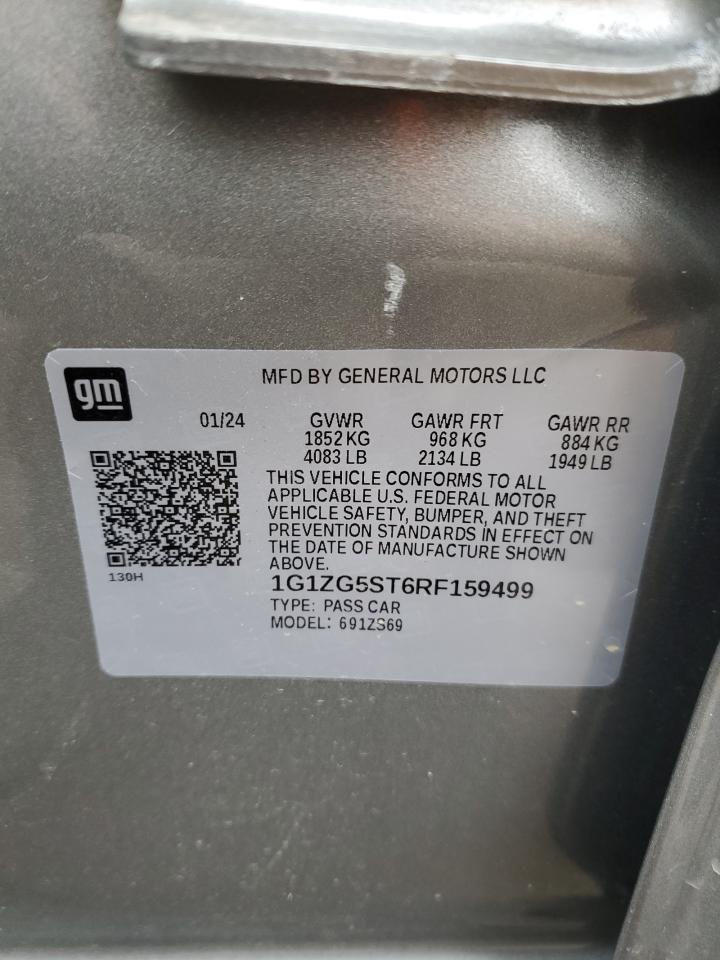 gm
MFD BY GENERAL MOTORS LLC
01/24 GVWR GAWR FRT GAWR RR
1852 KG 968 KG 884 KG
4083 LB 2134 LB 1949 LB
THIS VEHICLE CONFORMS TO ALL
APPLICABLE U.S. FEDERAL MOTOR
VEHICLE SAFETY, BUMPER, AND THEFT
PREVENTION STANDARDS IN EFFECT ON
THE DATE OF MANUFACTURE SHOWN
ABOVE.
130H
1G1ZG5ST6RF159499
TYPE: PASS CAR
MODEL: 691ZS69